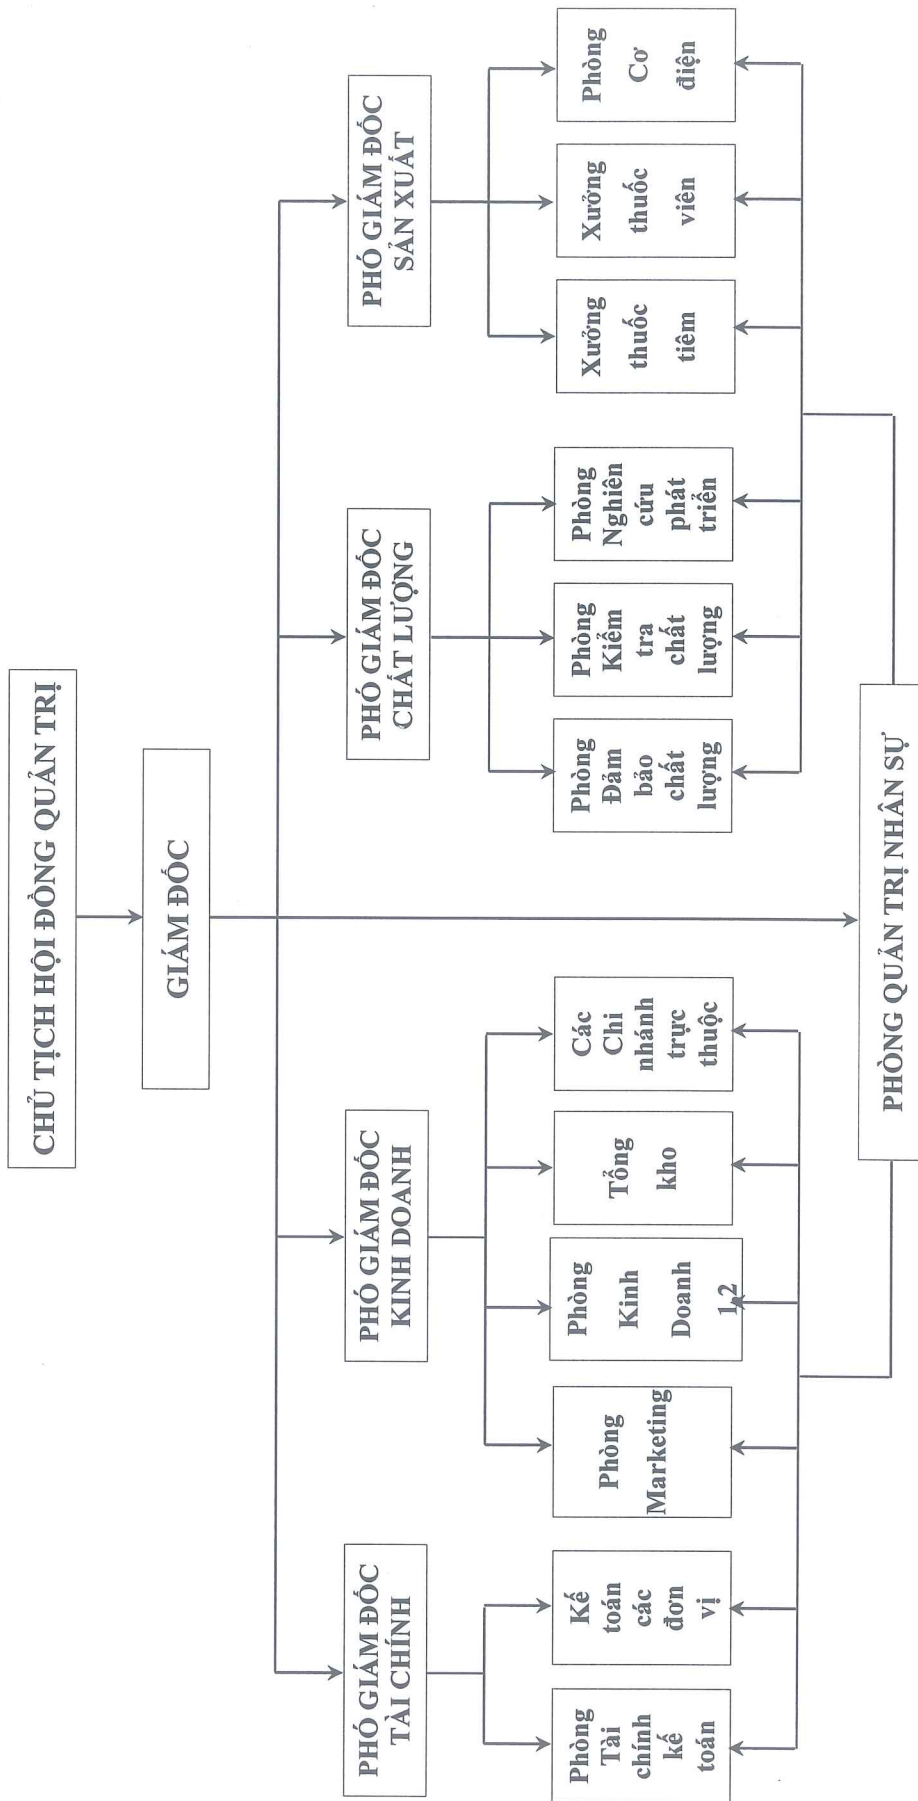 CHỦ TỊCH HỘI ĐỒNG QUẢN TRỊ
GIÁM ĐỐC
PHÓ GIÁM ĐỐC
TÀI CHÍNH
PHÓ GIÁM ĐỐC
KINH DOANH
PHÓ GIÁM ĐỐC
CHẤT LƯỢNG
PHÓ GIÁM ĐỐC
SẢN XUẤT
Phòng
Tài
chính
kế
toán
Kế
toán
các
đơn
vị
Phòng
Marketing
Phòng
Kinh
Doanh
1,2
Tổng
kho
Các
Chi
nhánh
trực
thuộc
Phòng
Đảm
bảo
chất
lượng
Phòng
Kiểm
tra
chất
lượng
Phòng
Nghiên
cứu
phát
triển
Xưởng
thuốc
tiêm
Xưởng
thuốc
viên
Phòng
Cơ
điện
PHÒNG QUẢN TRỊ NHÂN SỰ